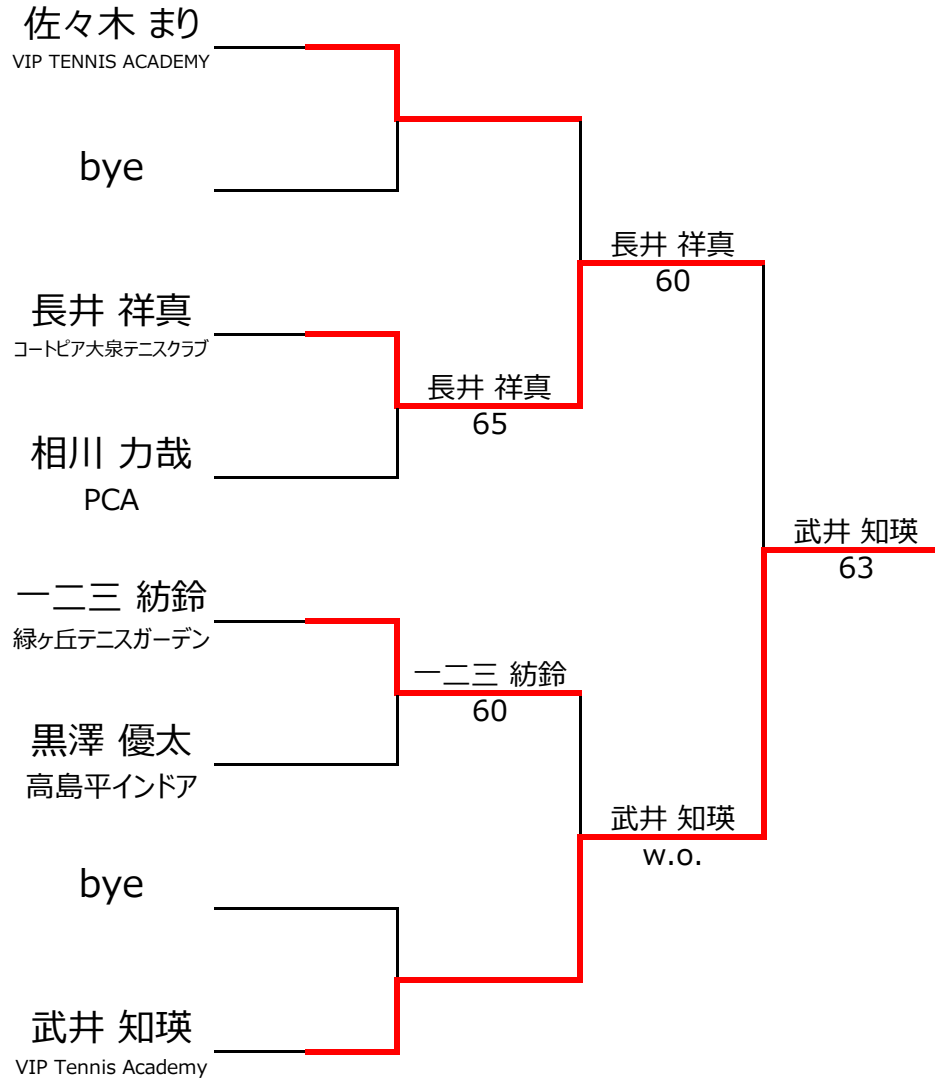 佐々木 まり
VIP TENNIS ACADEMY
bye
長井 祥真
60
長井 祥真
コートピア大泉テニスクラブ
長井 祥真
65
相川 力哉
PCA
武井 知瑛
63
一二三 紡鈴
緑ヶ丘テニスガーデン
一二三 紡鈴
60
黒澤 優太
高島平インドア
武井 知瑛
w.o.
bye
武井 知瑛
VIP Tennis Academy